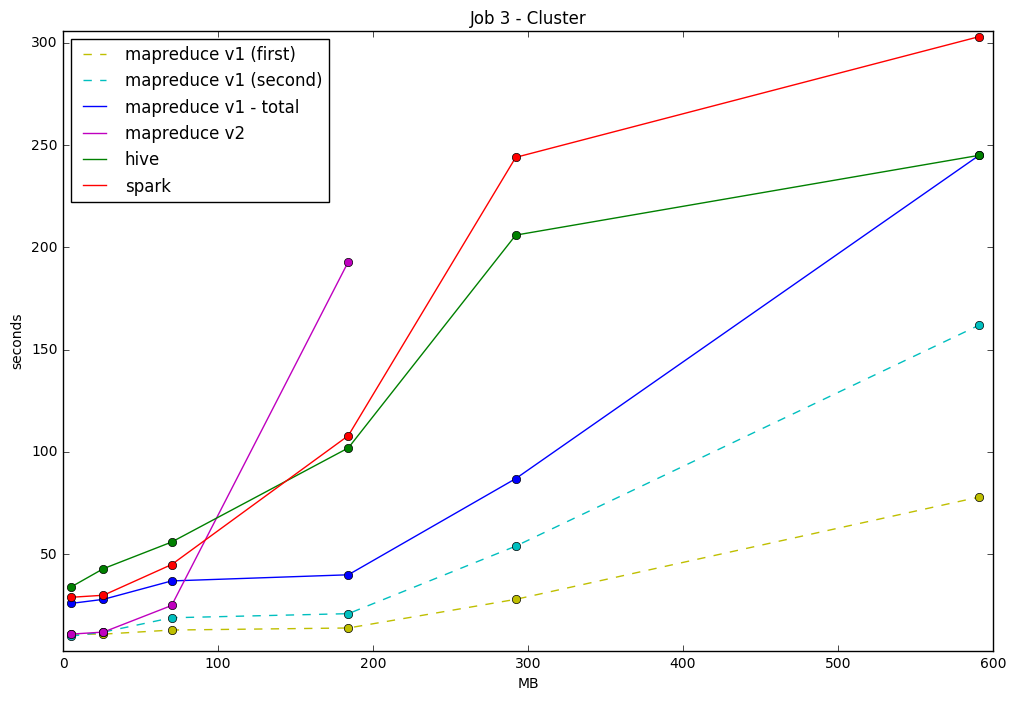 Job 3 - Cluster
mapreduce v1 (first)
mapreduce v1 (second)
mapreduce v1 - total
mapreduce v2
hive
spark
300
250
200
150
100
50
seconds
0 100 200 300 400 500 600
MB